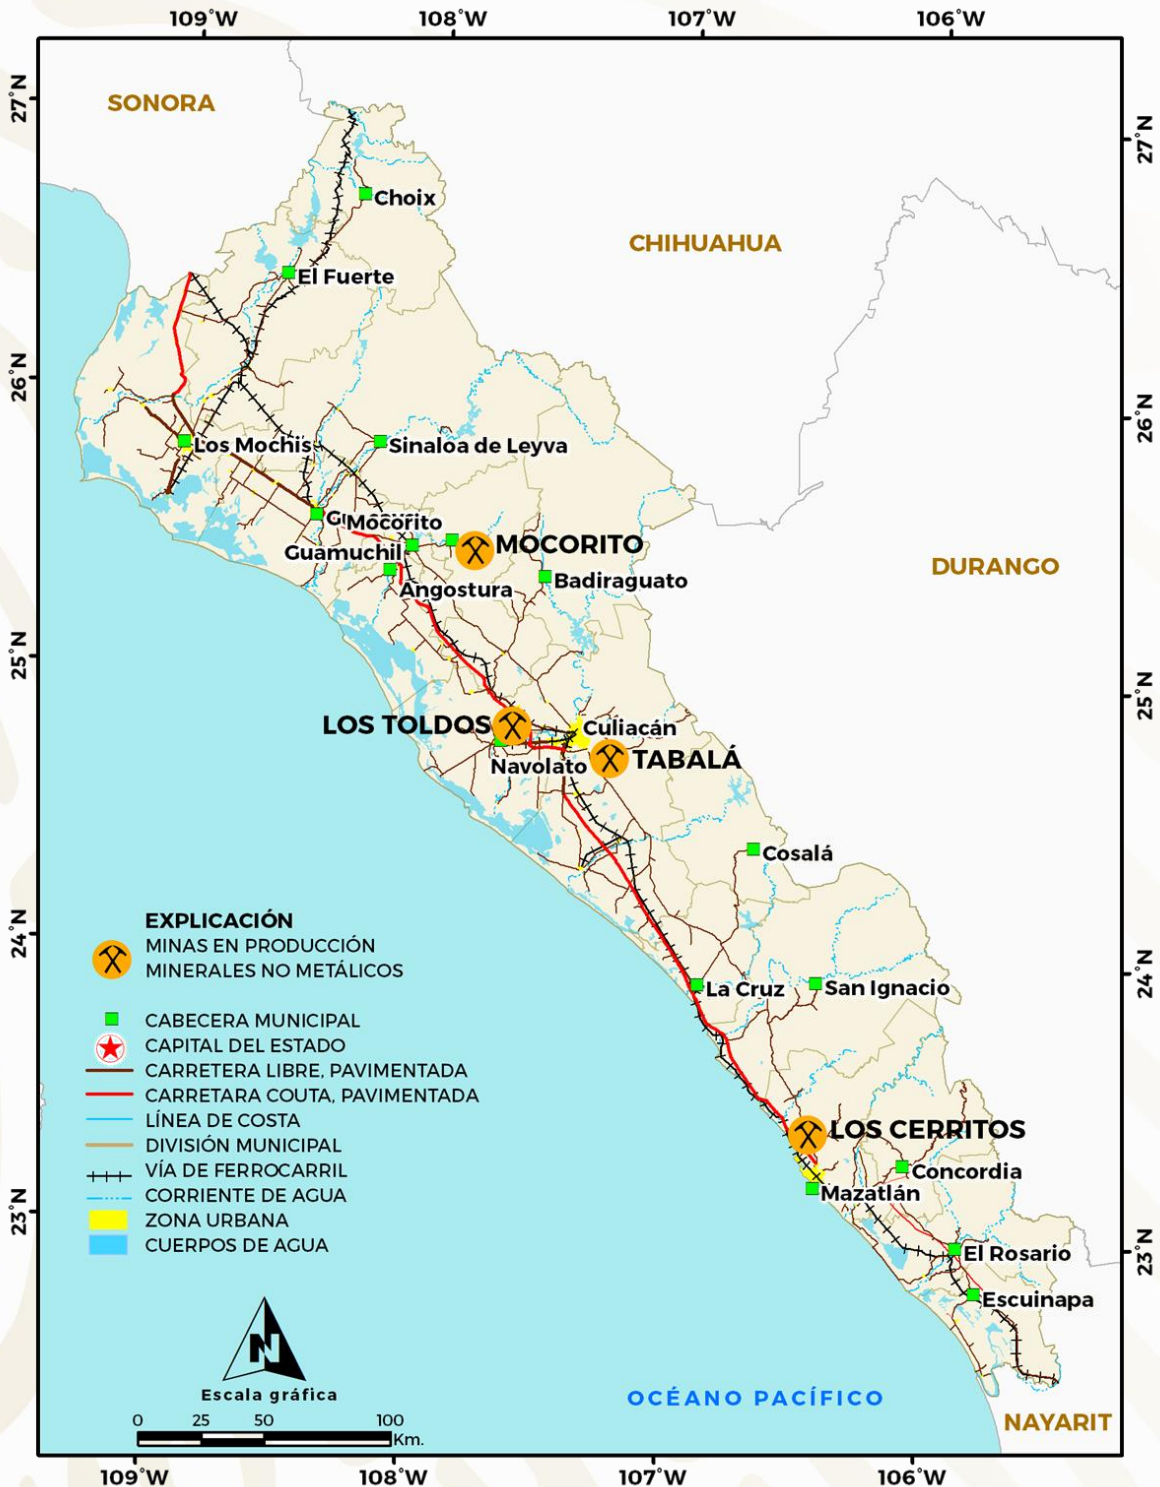 109°W 108°W 107°W 106°W
27°N
SONORA
27°N
Choix
CHIHUAHUA
El Fuerte
26°N
26°N
Los Mochis
Sinaloa de Leyva
Mocorito
MOCORITO
Guamuchil
DURANGO
Badiraguato
Angostura
25°N
25°N
LOS TOLDOS
Culiacán
Navolato
TABALÁ
Cosalá
24°N
24°N
La Cruz
San Ignacio
LOS CERRITOS
Concordia
Mazatlán
23°N
23°N
El Rosario
Escuinapa
EXPLICACIÓN
MINAS EN PRODUCCIÓN
MINERALES NO METÁLICOS
CABECERA MUNICIPAL
CAPITAL DEL ESTADO
CARRETERA LIBRE, PAVIMENTADA
CARRETARA COUTA, PAVIMENTADA
LÍNEA DE COSTA
DIVISIÓN MUNICIPAL
VÍA DE FERROCARRIL
CORRIENTE DE AGUA
ZONA URBANA
CUERPOS DE AGUA
N
Escala gráfica
0 25 50 100
Km.
OCÉANO PACÍFICO
NAYARIT
109°W 108°W 107°W 106°W